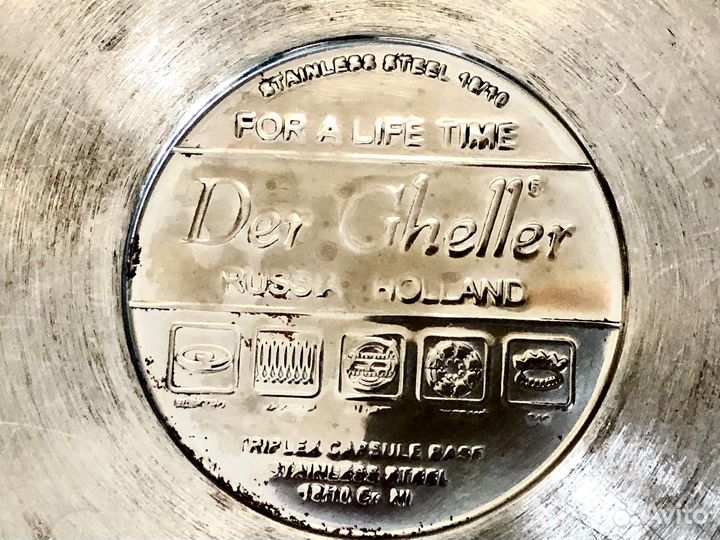 STAINLESS STEEL 18/10
FOR A LIFE TIME
Der Gheller
RUSSIA HOLLAND
TRIPLEX CAPSULE BASE
STAINLESS STEEL
18/10 Cr Ni
Avito